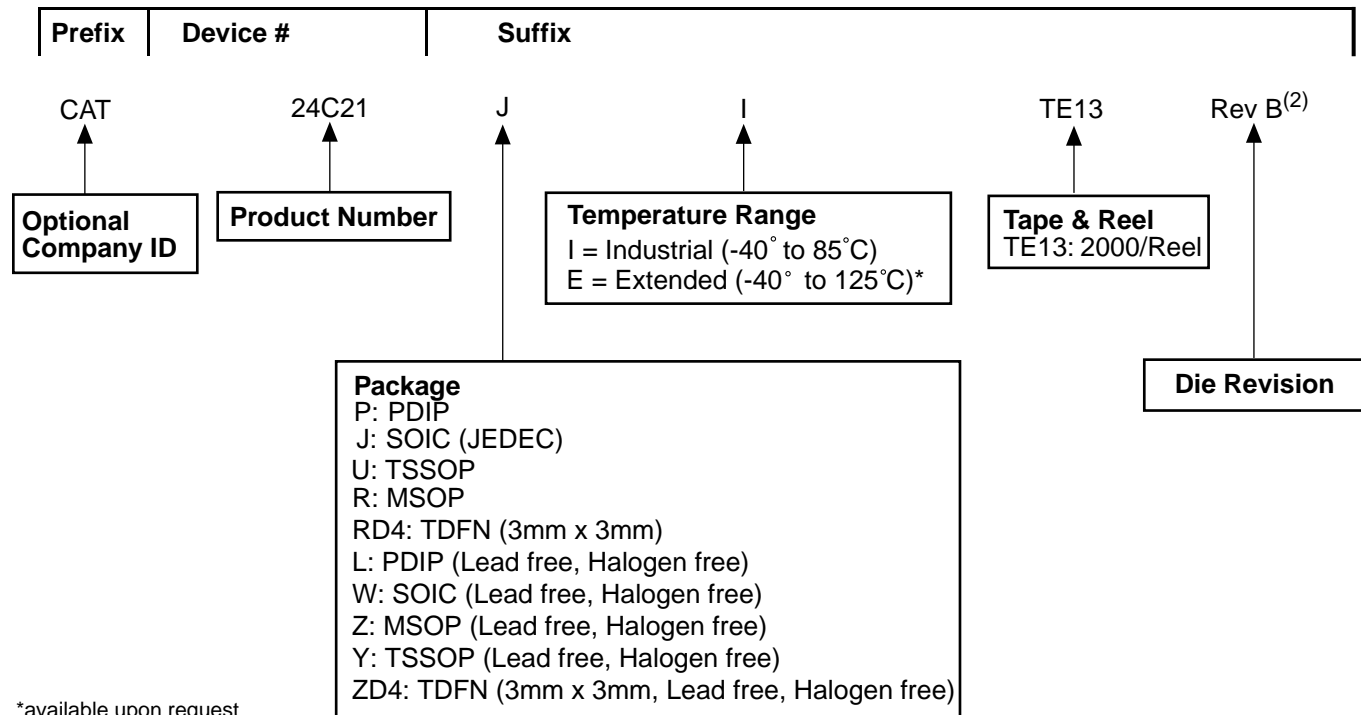 Prefix Device # Suffix
CAT 24C21 J I TE13 Rev B(2)
Optional
Company ID
Product Number
Temperature Range
I = Industrial (-40˚ to 85˚C)
E = Extended (-40˚ to 125˚C)*
Tape & Reel
TE13: 2000/Reel
Package
P: PDIP
J: SOIC (JEDEC)
U: TSSOP
R: MSOP
RD4: TDFN (3mm x 3mm)
L: PDIP (Lead free, Halogen free)
W: SOIC (Lead free, Halogen free)
Z: MSOP (Lead free, Halogen free)
Y: TSSOP (Lead free, Halogen free)
ZD4: TDFN (3mm x 3mm, Lead free, Halogen free)
Die Revision
*available upon request